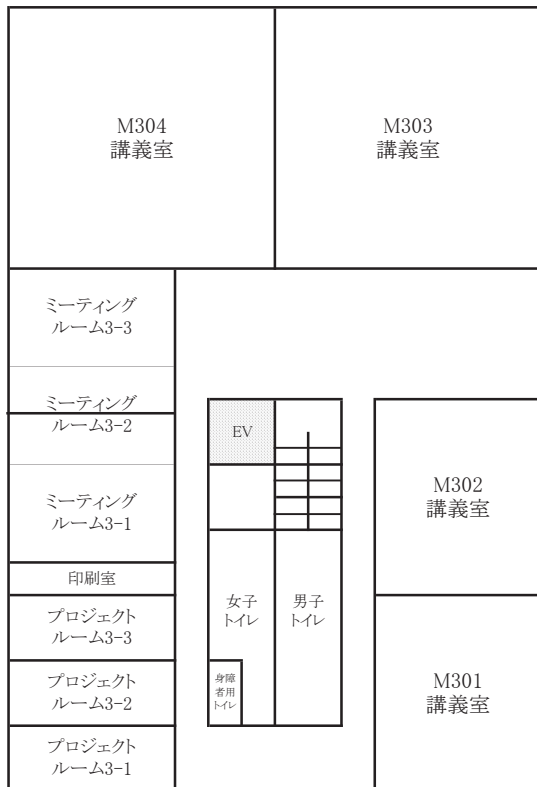 M304
講義室
M303
講義室
ミーティング
ルーム3-3
ミーティング
ルーム3-2
EV
M302
講義室
ミーティング
ルーム3-1
印刷室
女子
トイレ
男子
トイレ
プロジェクト
ルーム3-3
身障
者用
トイレ
プロジェクト
ルーム3-2
M301
講義室
プロジェクト
ルーム3-1